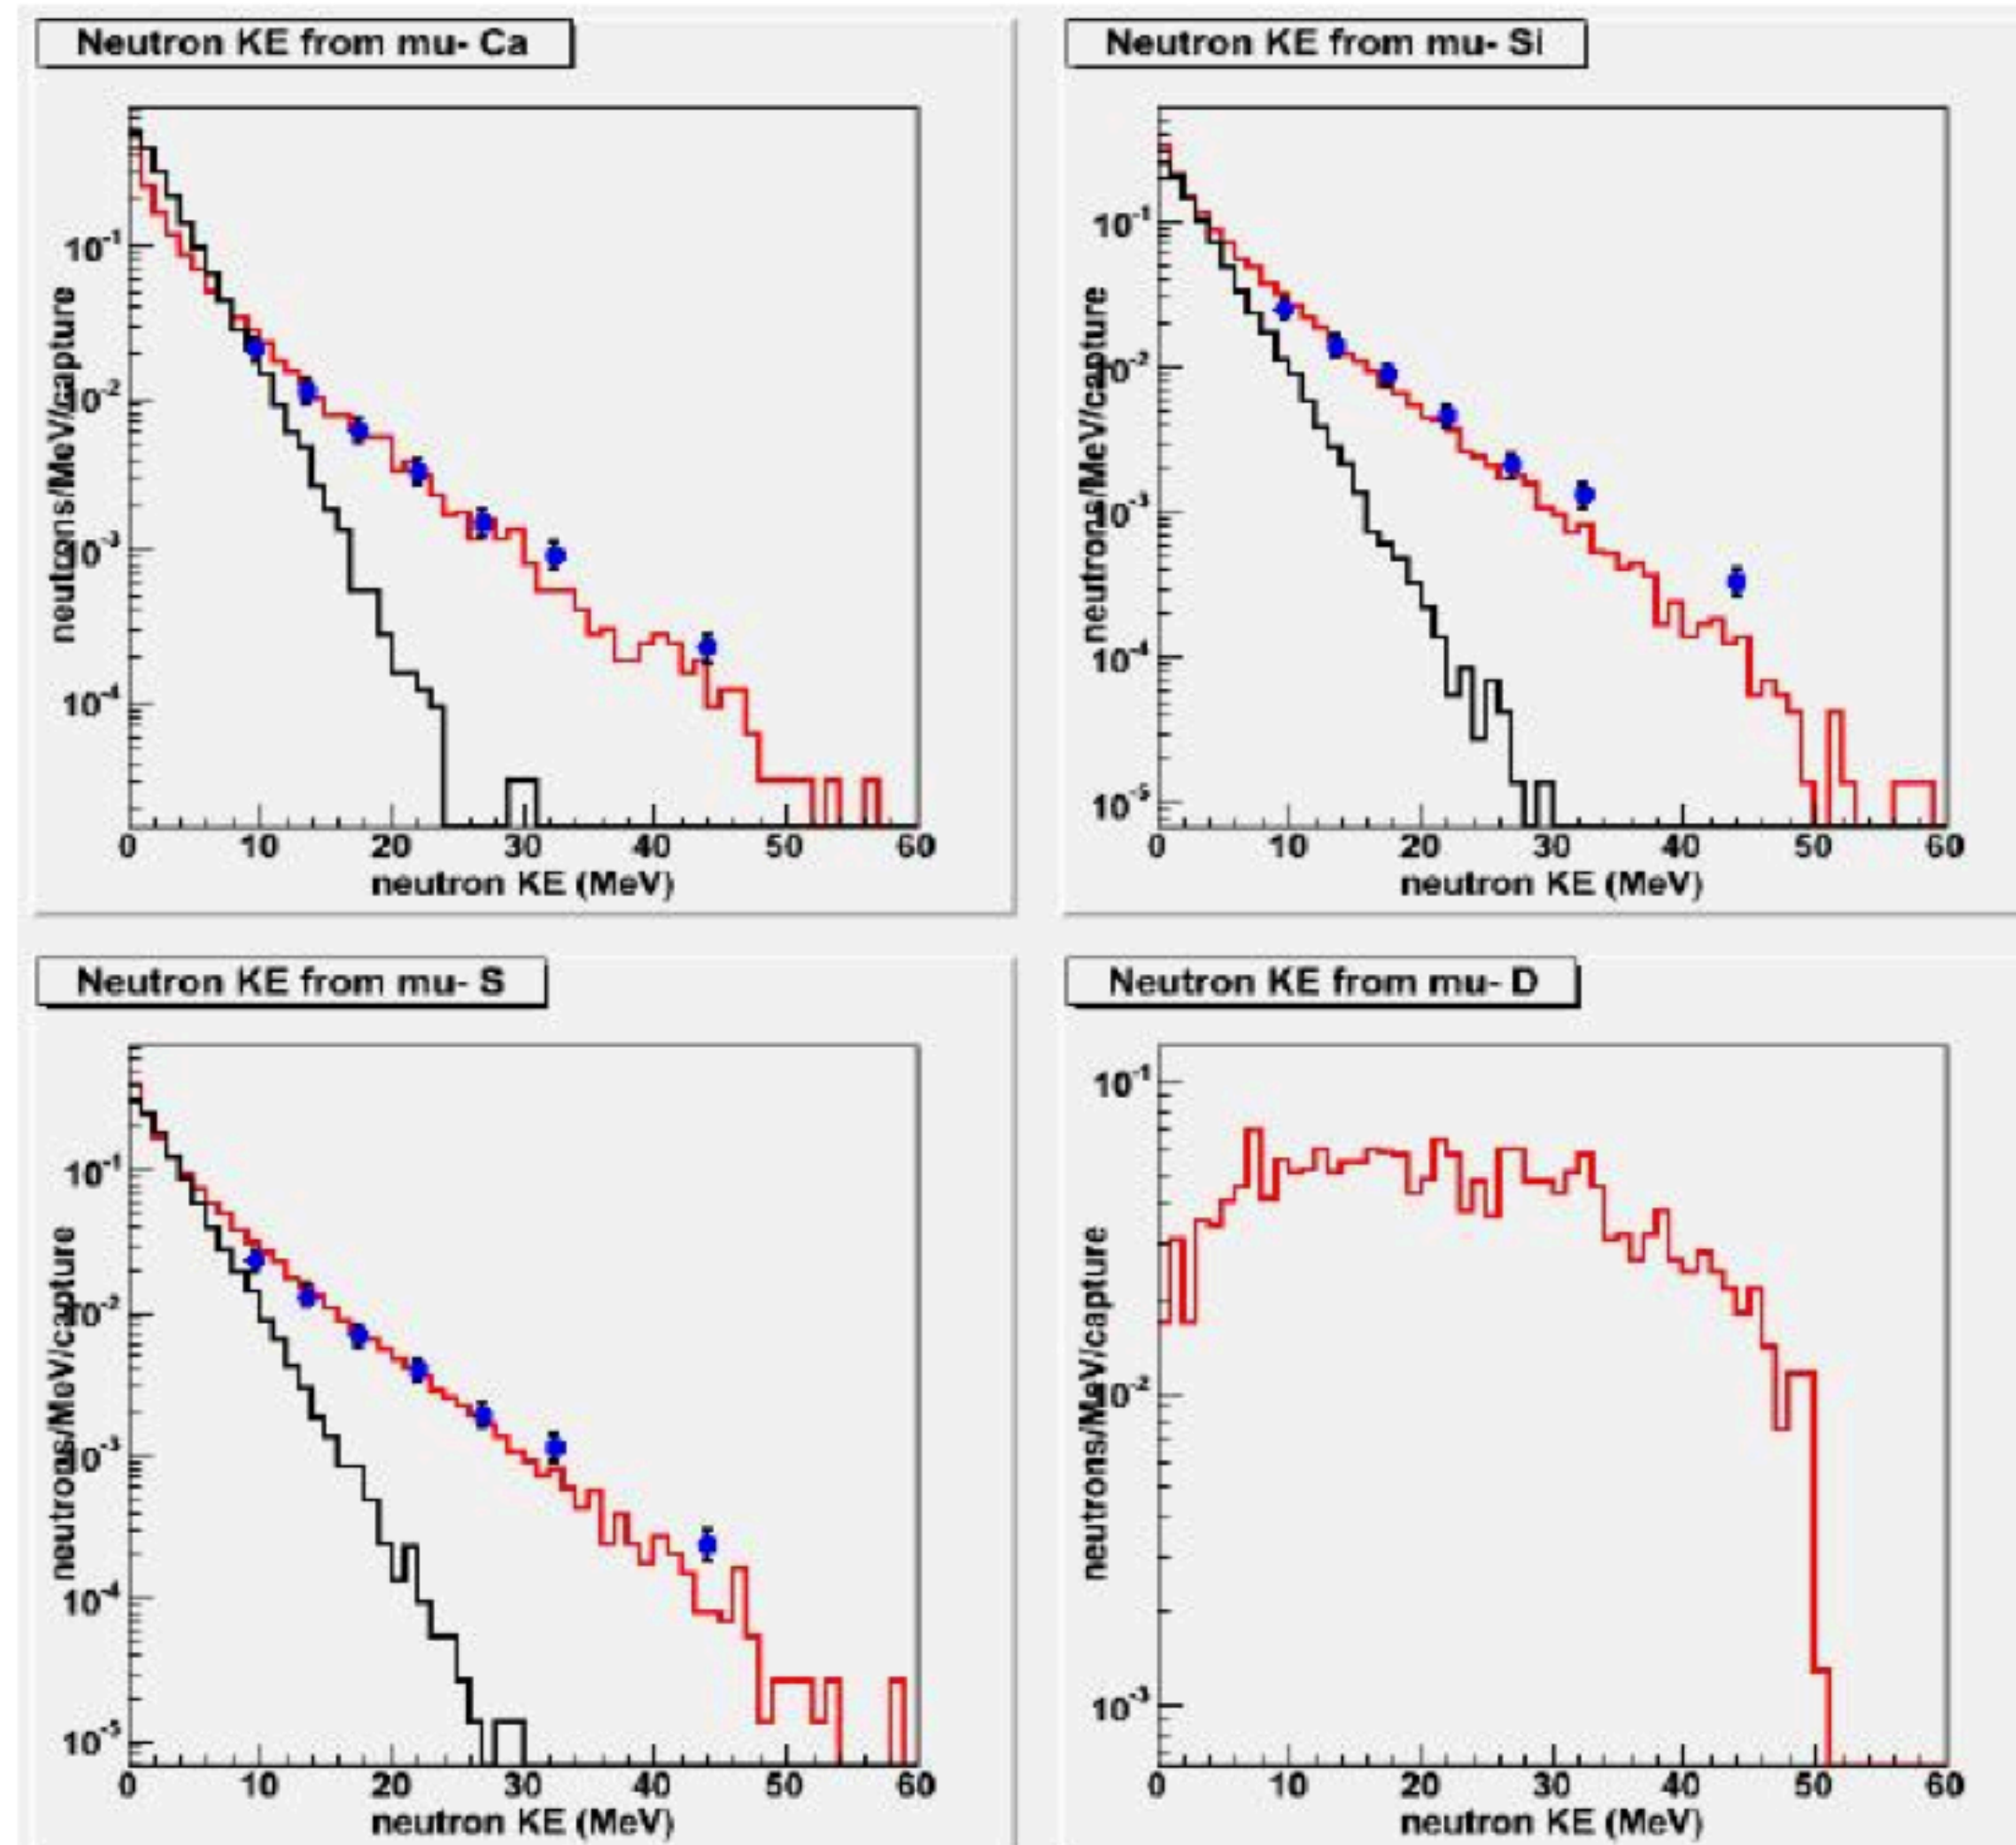 Neutron KE from mu- Ca
neutrons/MeV/capture
10⁻¹
10⁻²
10⁻³
10⁻⁴
0 10 20 30 40 50 60
neutron KE (MeV)
Neutron KE from mu- Si
neutrons/MeV/capture
10⁻¹
10⁻²
10⁻³
10⁻⁴
10⁻⁵
0 10 20 30 40 50 60
neutron KE (MeV)
Neutron KE from mu- S
neutrons/MeV/capture
10⁻¹
10⁻²
10⁻³
10⁻⁴
10⁻⁵
0 10 20 30 40 50 60
neutron KE (MeV)
Neutron KE from mu- D
neutrons/MeV/capture
10⁻¹
10⁻²
10⁻³
0 10 20 30 40 50 60
neutron KE (MeV)